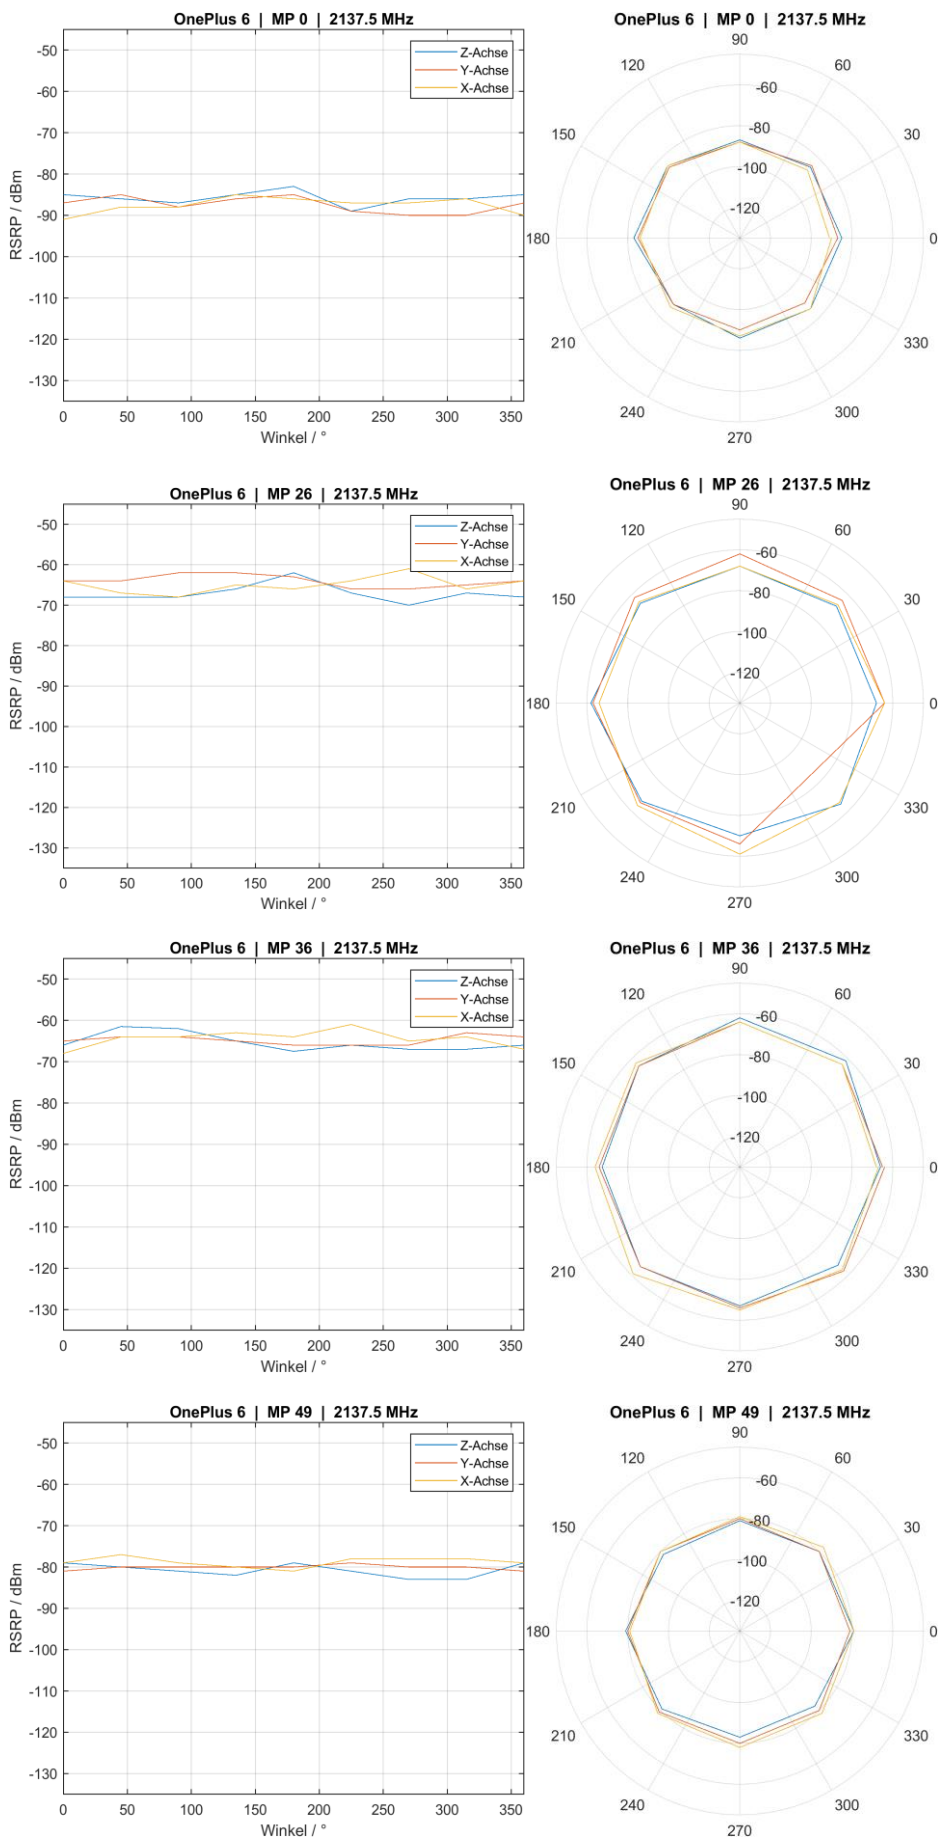 OnePlus 6 | MP 0 | 2137.5 MHz
-50
-60
-70
-80
-90
-100
-110
-120
-130
RSRP / dBm
0 50 100 150 200 250 300 350
Winkel / °
Z-Achse
Y-Achse
X-Achse
OnePlus 6 | MP 0 | 2137.5 MHz
90
120 60
150 30
180 0
210 330
240 300
270
-60
-80
-100
-120
OnePlus 6 | MP 26 | 2137.5 MHz
-50
-60
-70
-80
-90
-100
-110
-120
-130
RSRP / dBm
0 50 100 150 200 250 300 350
Winkel / °
Z-Achse
Y-Achse
X-Achse
OnePlus 6 | MP 26 | 2137.5 MHz
90
120 60
150 30
180 0
210 330
240 300
270
-60
-80
-100
-120
OnePlus 6 | MP 36 | 2137.5 MHz
-50
-60
-70
-80
-90
-100
-110
-120
-130
RSRP / dBm
0 50 100 150 200 250 300 350
Winkel / °
Z-Achse
Y-Achse
X-Achse
OnePlus 6 | MP 36 | 2137.5 MHz
90
120 60
150 30
180 0
210 330
240 300
270
-60
-80
-100
-120
OnePlus 6 | MP 49 | 2137.5 MHz
-50
-60
-70
-80
-90
-100
-110
-120
-130
RSRP / dBm
0 50 100 150 200 250 300 350
Winkel / °
Z-Achse
Y-Achse
X-Achse
OnePlus 6 | MP 49 | 2137.5 MHz
90
120 60
150 30
180 0
210 330
240 300
270
-60
-80
-100
-120